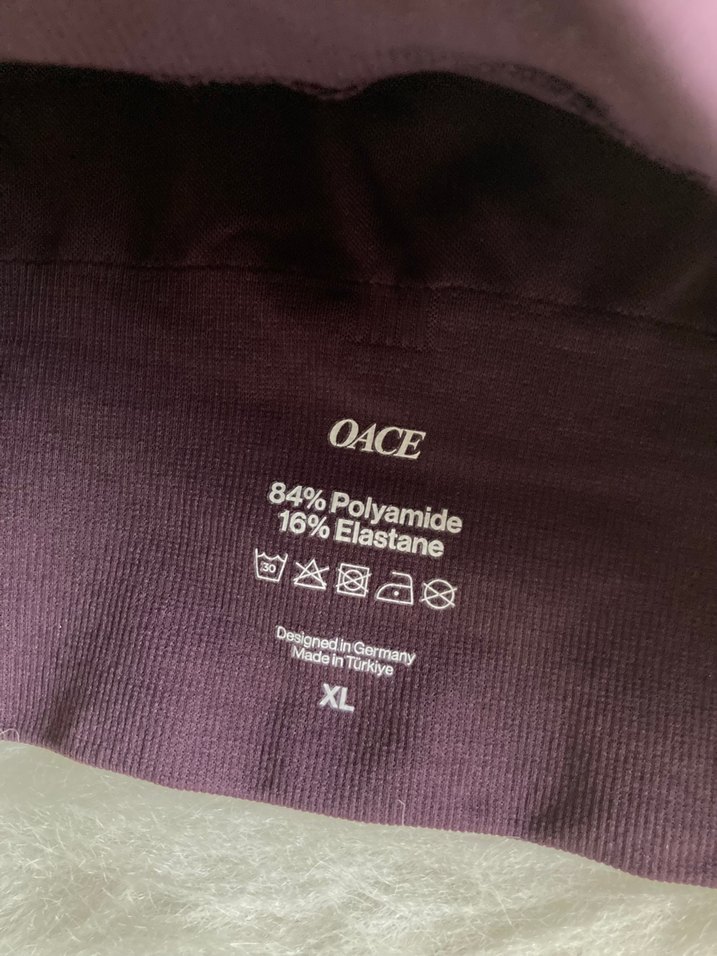 OACE
84% Polyamide
16% Elastane
30
Designed in Germany
Made in Türkiye
XL